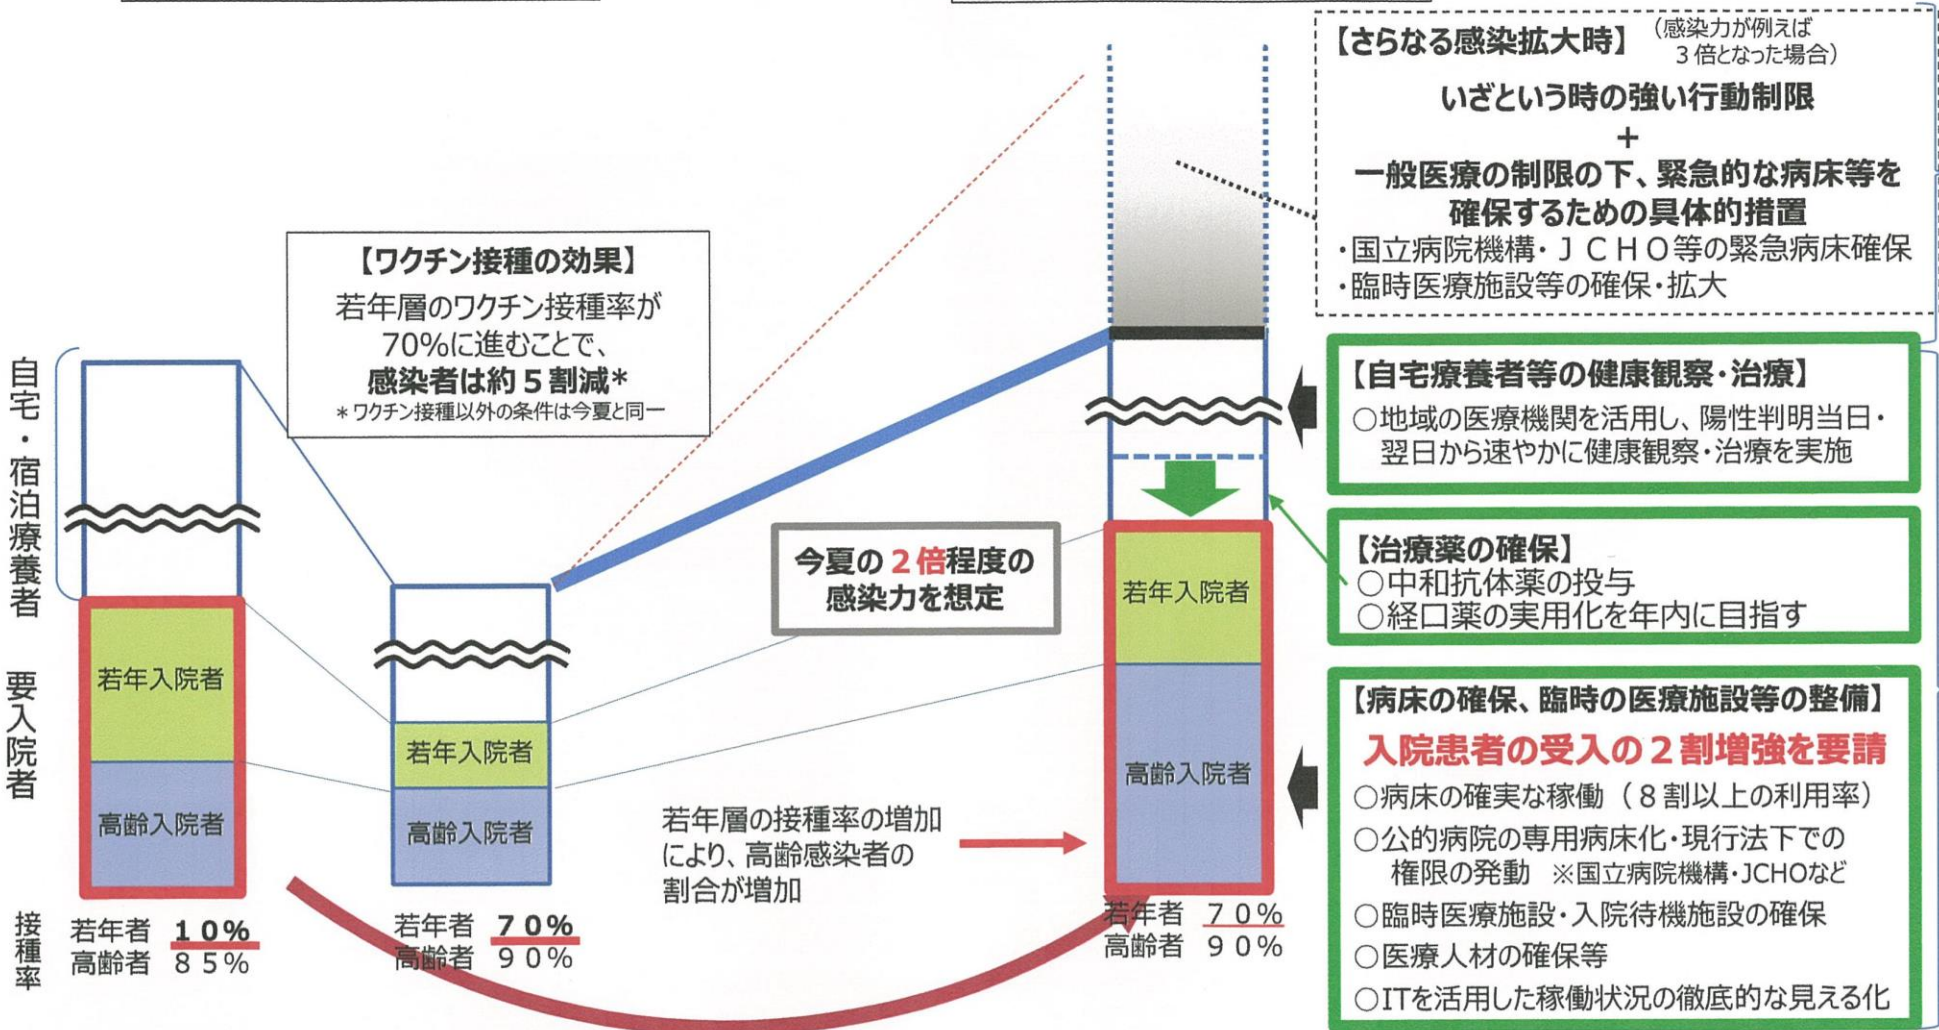 【さらなる感染拡大時】
(感染力が例えば
3倍となった場合)
いざという時の強い行動制限
+
一般医療の制限の下、緊急的な病床等を
確保するための具体的措置
・国立病院機構・JCHO等の緊急病床確保
・臨時医療施設等の確保・拡大
【ワクチン接種の効果】
若年層のワクチン接種率が
70%に進むことで、
感染者は約5割減*
*ワクチン接種以外の条件は今夏と同一
自宅・宿泊療養者
要入院者
接種率
若年入院者
高齢入院者
若年者 10%
高齢者 85%
若年入院者
高齢入院者
若年者 70%
高齢者 90%
今夏の2倍程度の
感染力を想定
若年層の接種率の増加
により、高齢感染者の
割合が増加
若年入院者
高齢入院者
若年者 70%
高齢者 90%
【自宅療養者等の健康観察・治療】
○地域の医療機関を活用し、陽性判明当日・
翌日から速やかに健康観察・治療を実施
【治療薬の確保】
○中和抗体薬の投与
○経口薬の実用化を年内に目指す
【病床の確保、臨時の医療施設等の整備】
入院患者の受入の2割増強を要請
○病床の確実な稼働(8割以上の利用率)
○公的病院の専用病床化・現行法下での
権限の発動 ※国立病院機構・JCHOなど
○臨時医療施設・入院待機施設の確保
○医療人材の確保等
○ITを活用した稼働状況の徹底的な見える化